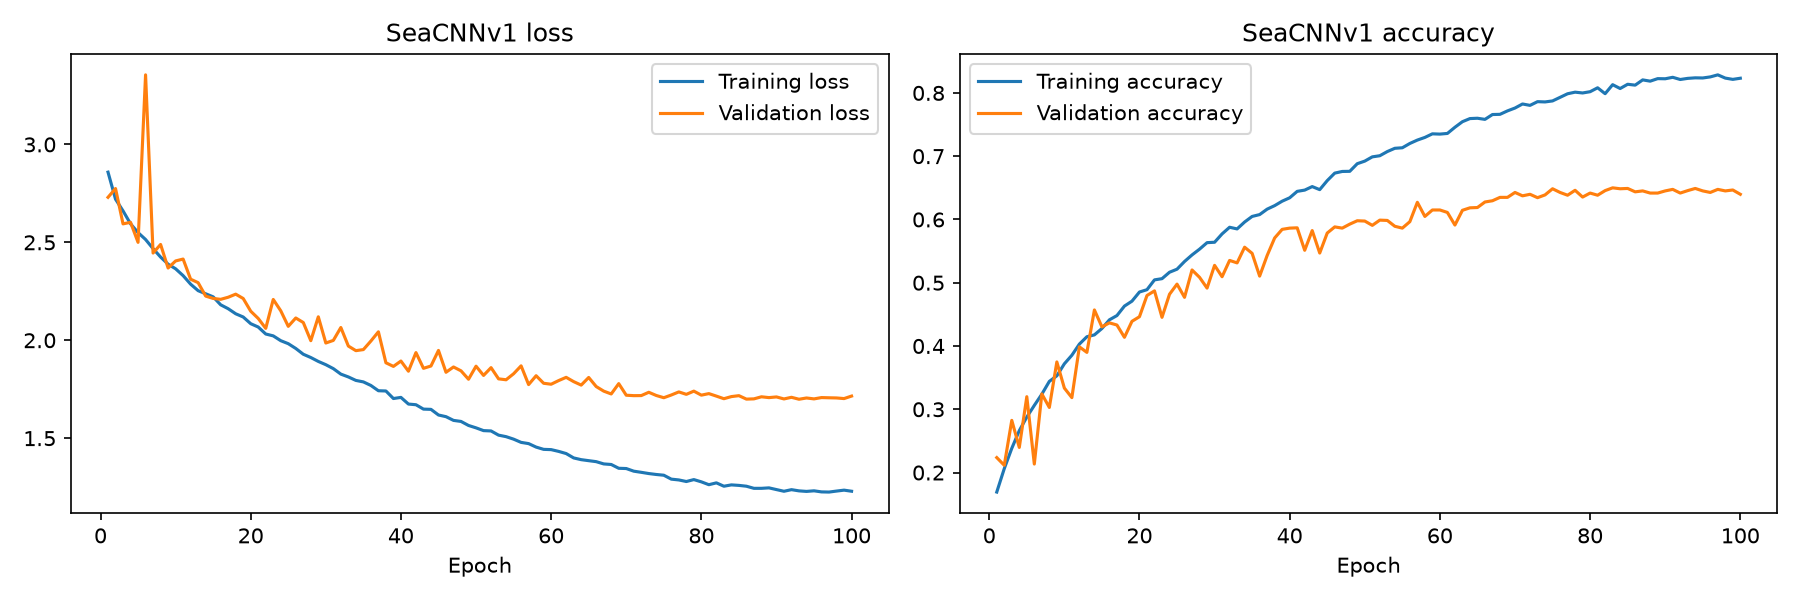 SeaCNNv1 loss
Training loss
Validation loss
3.0
2.5
2.0
1.5
0 20 40 60 80 100
Epoch
SeaCNNv1 accuracy
Training accuracy
Validation accuracy
0.8
0.7
0.6
0.5
0.4
0.3
0.2
0 20 40 60 80 100
Epoch